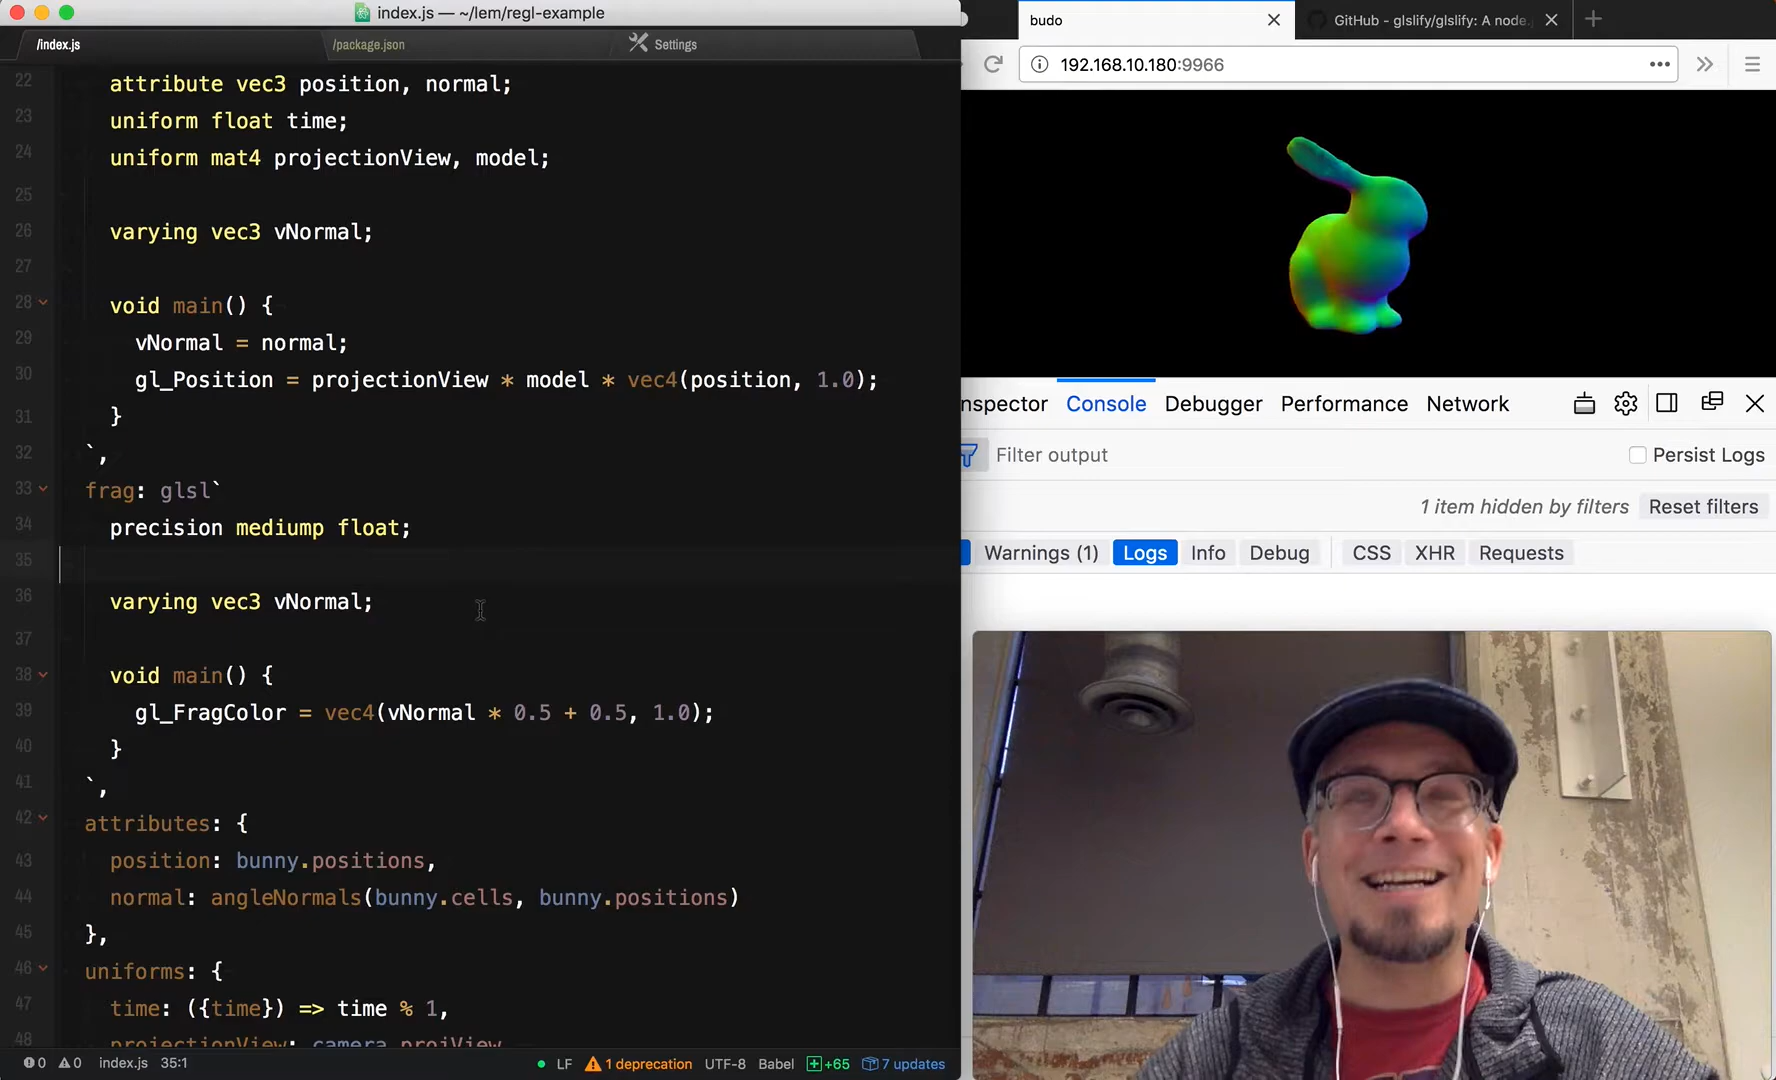 index.js — ~/lem/regl-example
/index.js
/package.json
Settings
22 attribute vec3 position, normal;
23 uniform float time;
24 uniform mat4 projectionView, model;
25
26 varying vec3 vNormal;
27
28 void main() {
29 vNormal = normal;
30 gl_Position = projectionView * model * vec4(position, 1.0);
31 }
32 `,
33 frag: glsl`
34 precision mediump float;
35
36 varying vec3 vNormal;
37
38 void main() {
39 gl_FragColor = vec4(vNormal * 0.5 + 0.5, 1.0);
40 }
41 `,
42 attributes: {
43 position: bunny.positions,
44 normal: angleNormals(bunny.cells, bunny.positions)
45 },
46 uniforms: {
47 time: ({time}) => time % 1,
48 projectionView: camera.projView
0 0 index.js 35:1
LF 1 deprecation UTF-8 Babel +65 7 updates
budo
GitHub - glslify/glslify: A node.
192.168.10.180:9966
nspector Console Debugger Performance Network
Filter output
Persist Logs
1 item hidden by filters Reset filters
Warnings (1) Logs Info Debug CSS XHR Requests